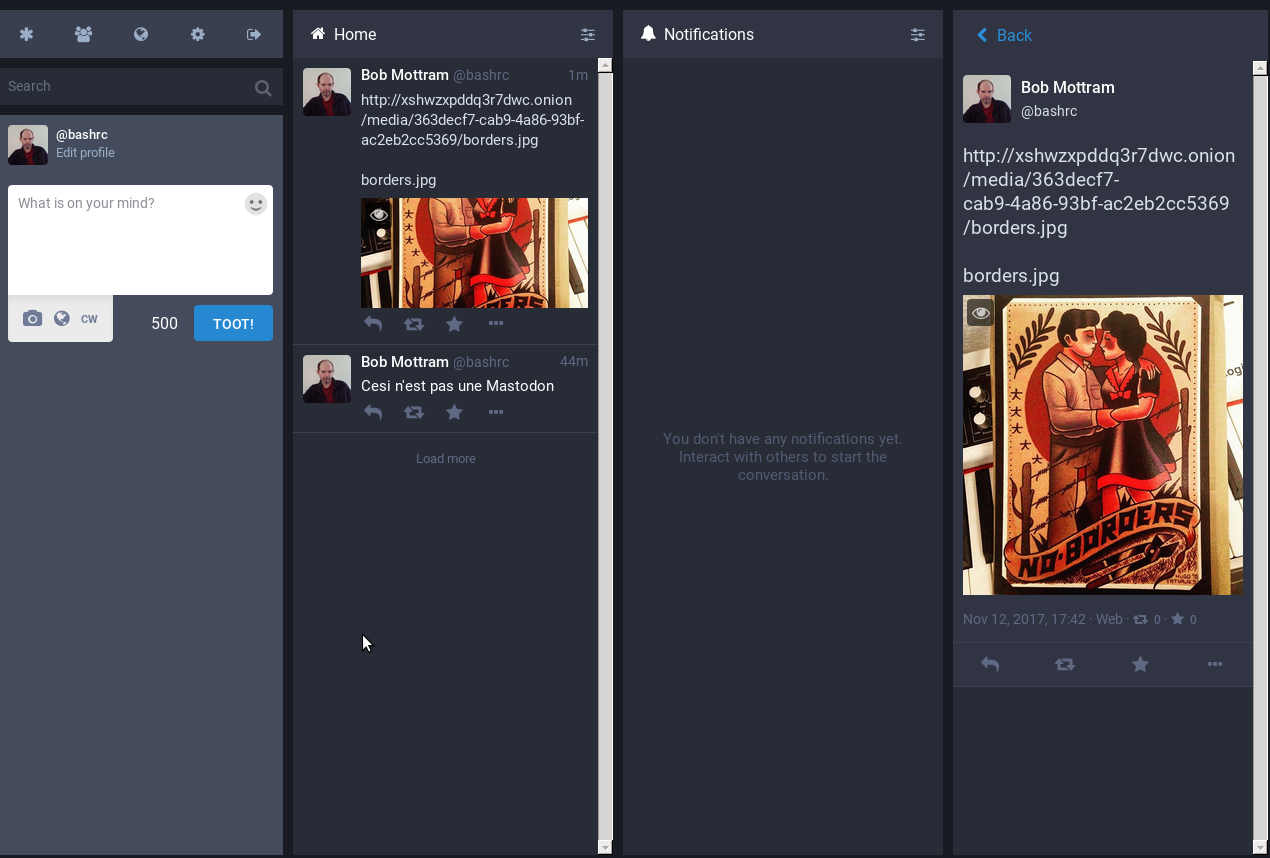 Search
@bashrc
Edit profile
What is on your mind?
CW
500
TOOT!
Home
Bob Mottram @bashrc 1m
http://xshwzxpddq3r7dwc.onion
/media/363decf7-cab9-4a86-93bf-
ac2eb2cc5369/borders.jpg
borders.jpg
Bob Mottram @bashrc 44m
Cesi n'est pas une Mastodon
Load more
Notifications
You don't have any notifications yet.
Interact with others to start the
conversation.
Back
Bob Mottram
@bashrc
http://xshwzxpddq3r7dwc.onion
/media/363decf7-
cab9-4a86-93bf-ac2eb2cc5369
/borders.jpg
borders.jpg
NO·BORDERS
Nov 12, 2017, 17:42 · Web · 0 · 0